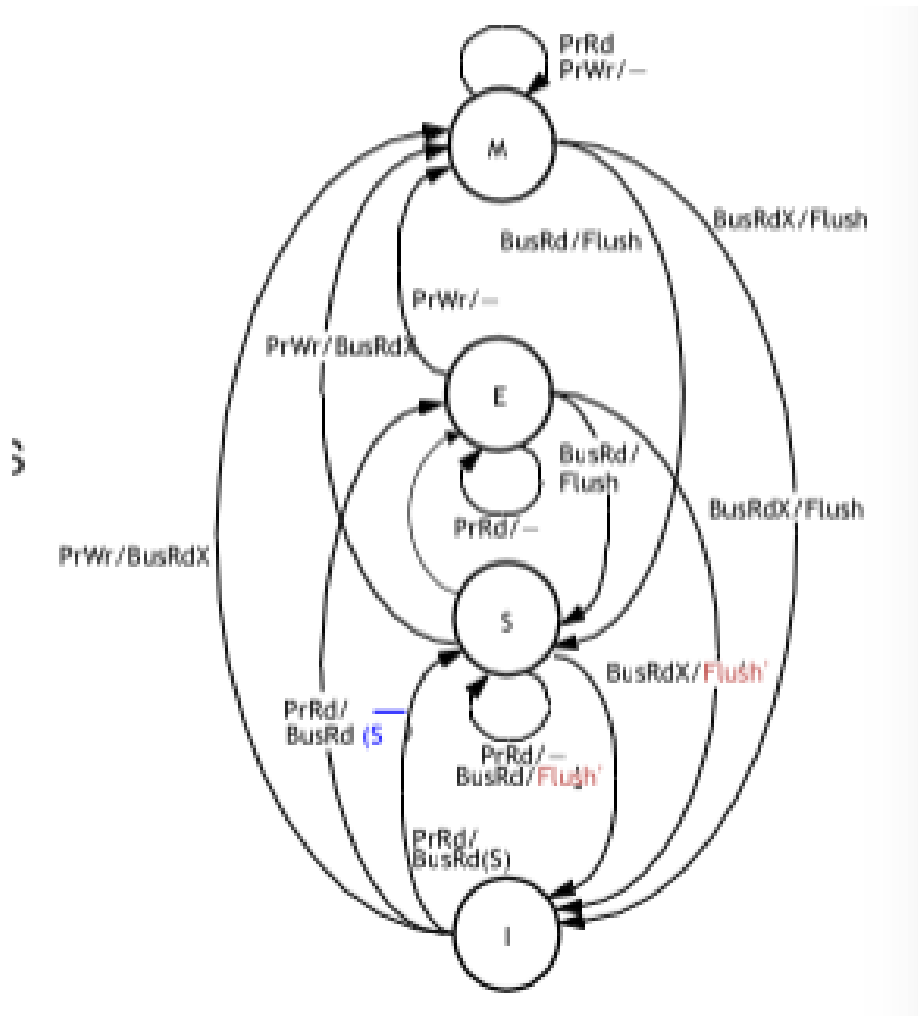 PrRd
PrWr/—
M
BusRdX/Flush
BusRd/Flush
PrWr/—
PrWr/BusRdX
E
BusRd/
Flush
BusRdX/Flush
PrRd/—
PrWr/BusRdX
S
BusRdX/Flush'
PrRd/
BusRd (S
PrRd/—
BusRd/Flush'
PrRd/
BusRd(S)
I